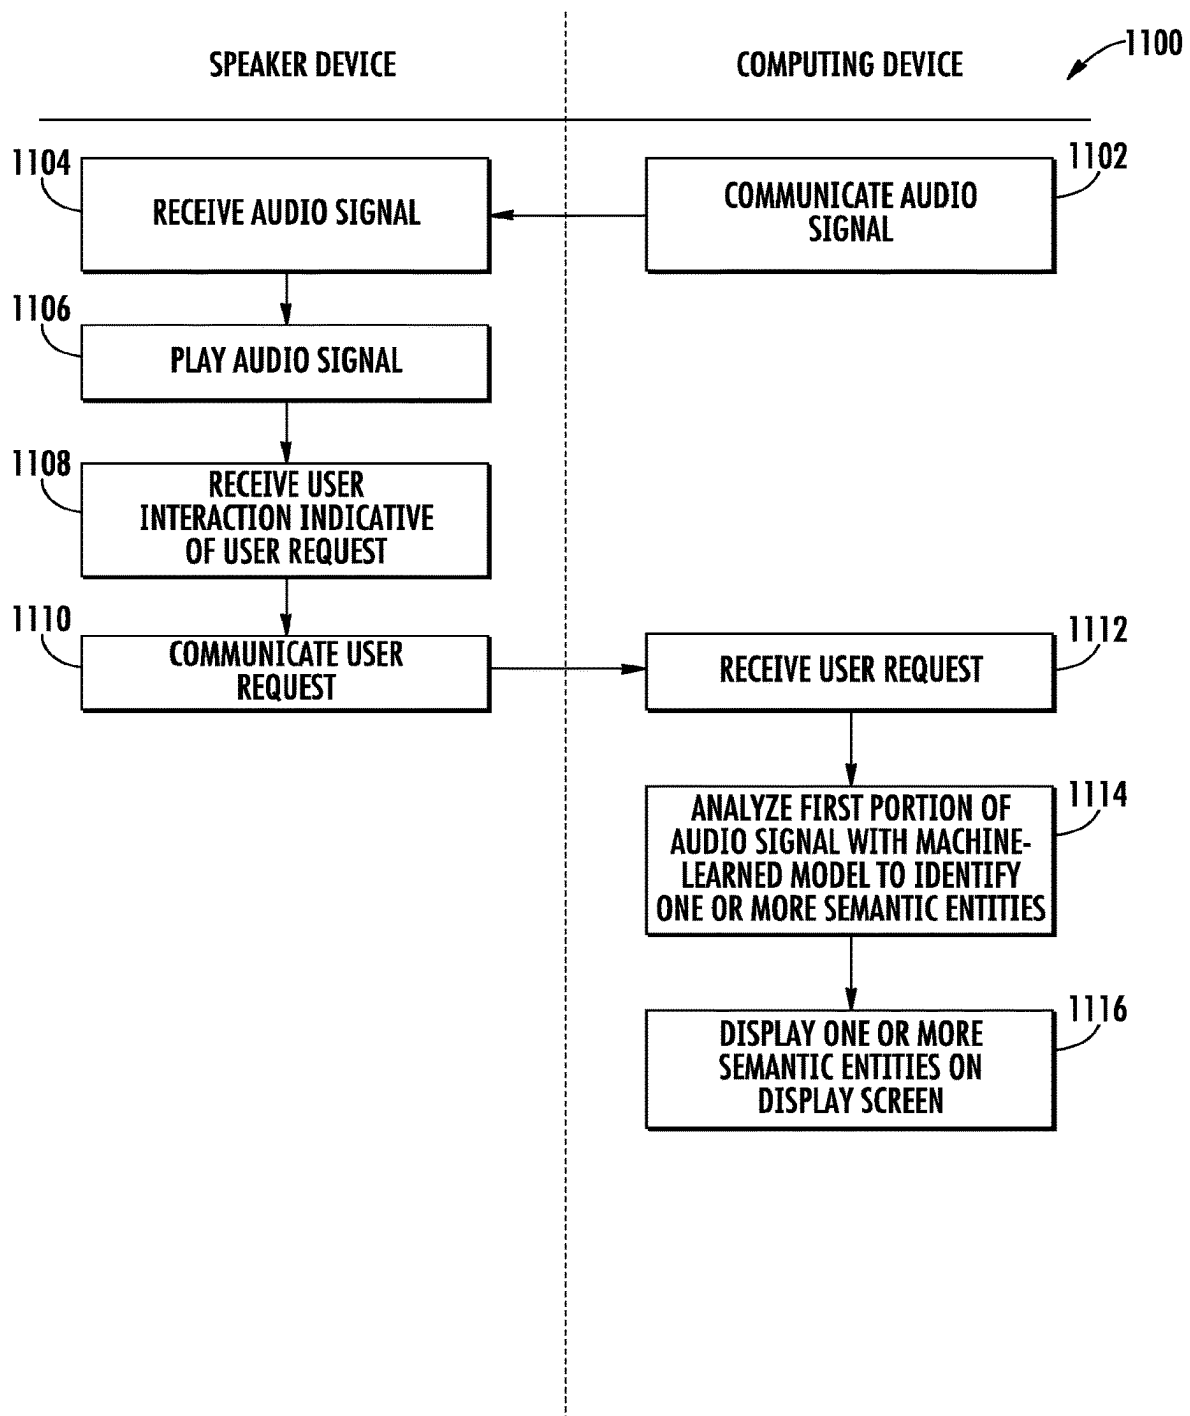 SPEAKER DEVICE
COMPUTING DEVICE
1100
1104
RECEIVE AUDIO SIGNAL
1102
COMMUNICATE AUDIO
SIGNAL
1106
PLAY AUDIO SIGNAL
1108
RECEIVE USER
INTERACTION INDICATIVE
OF USER REQUEST
1110
COMMUNICATE USER
REQUEST
1112
RECEIVE USER REQUEST
1114
ANALYZE FIRST PORTION OF
AUDIO SIGNAL WITH MACHINE-
LEARNED MODEL TO IDENTIFY
ONE OR MORE SEMANTIC ENTITIES
1116
DISPLAY ONE OR MORE
SEMANTIC ENTITIES ON
DISPLAY SCREEN